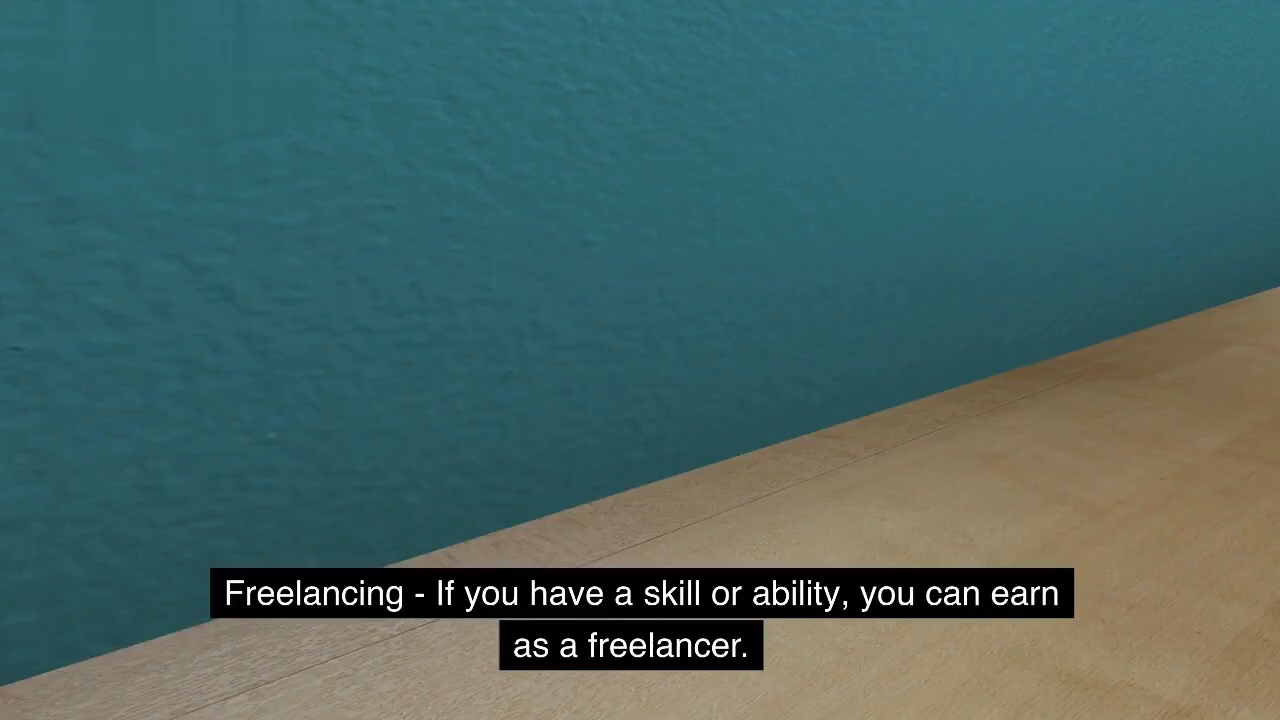 Freelancing - If you have a skill or ability, you can earn
as a freelancer.